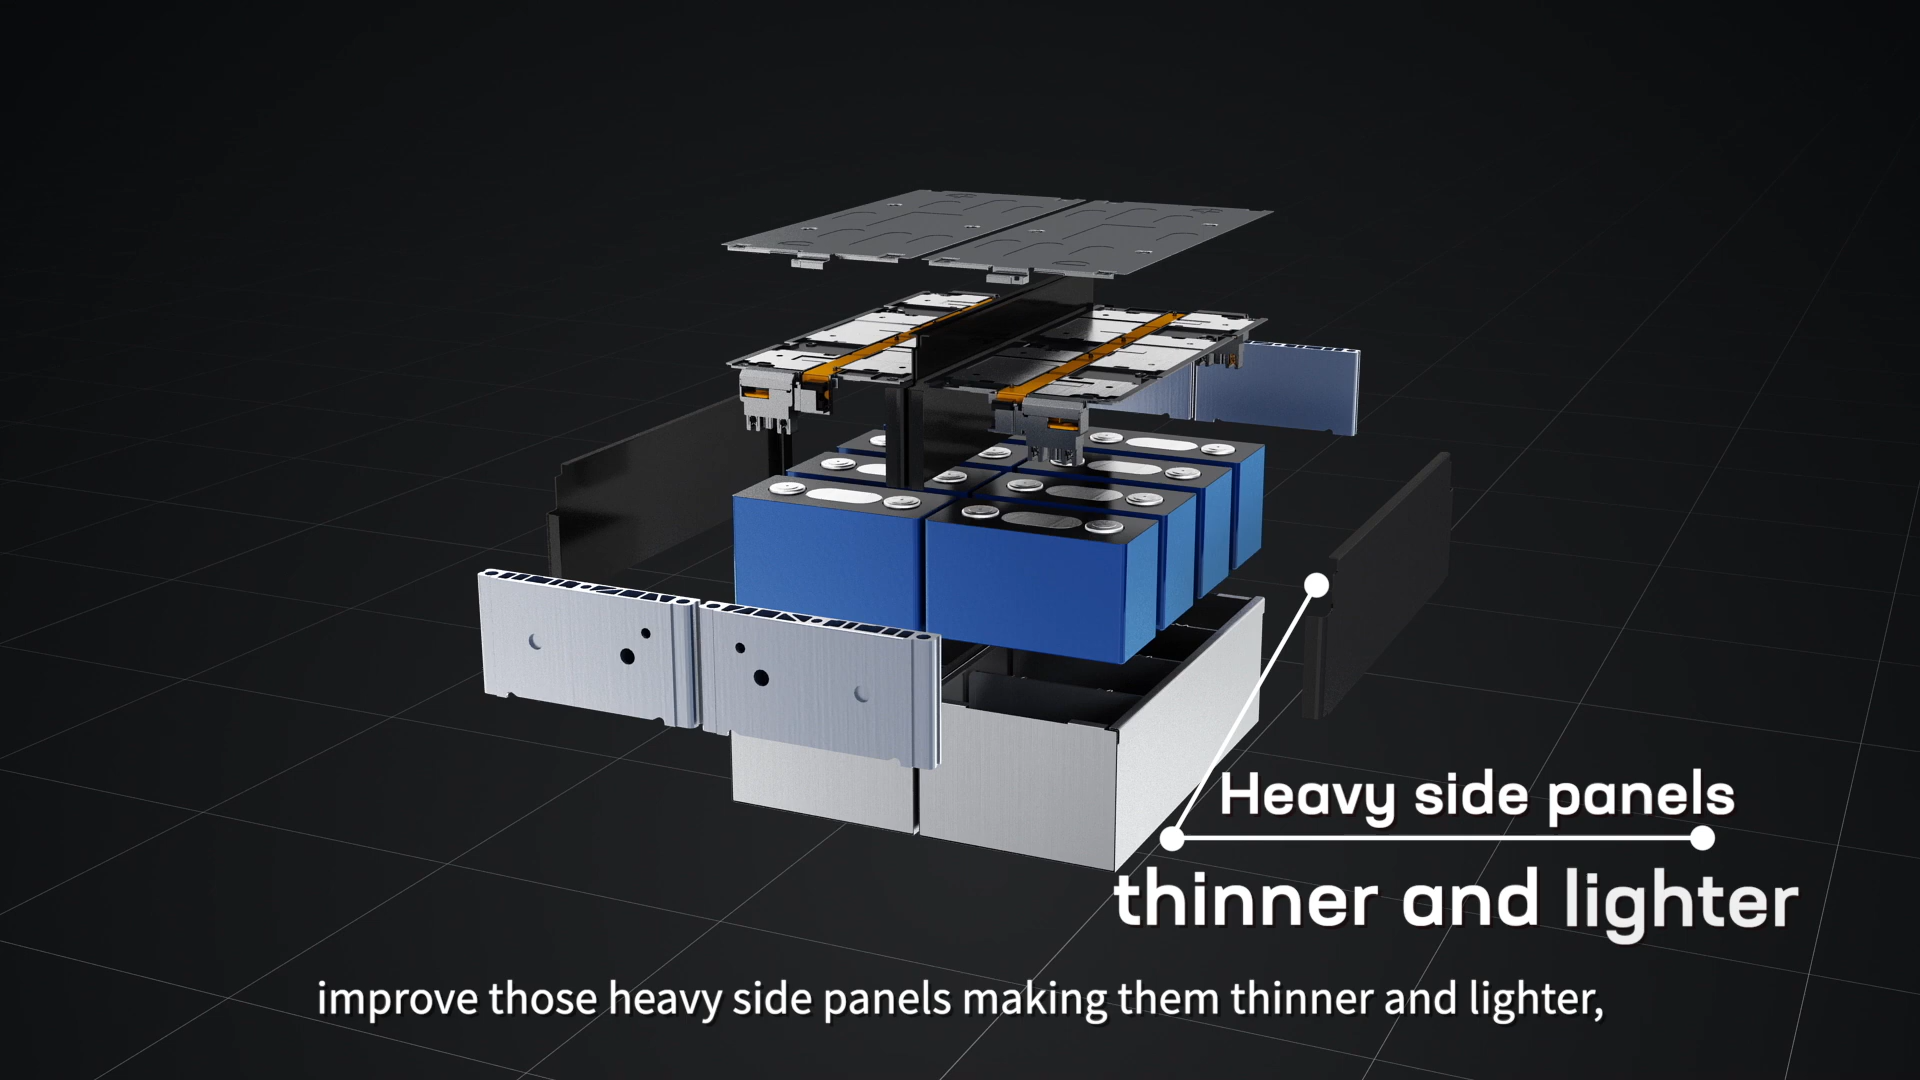 Heavy side panels
thinner and lighter
improve those heavy side panels making them thinner and lighter,